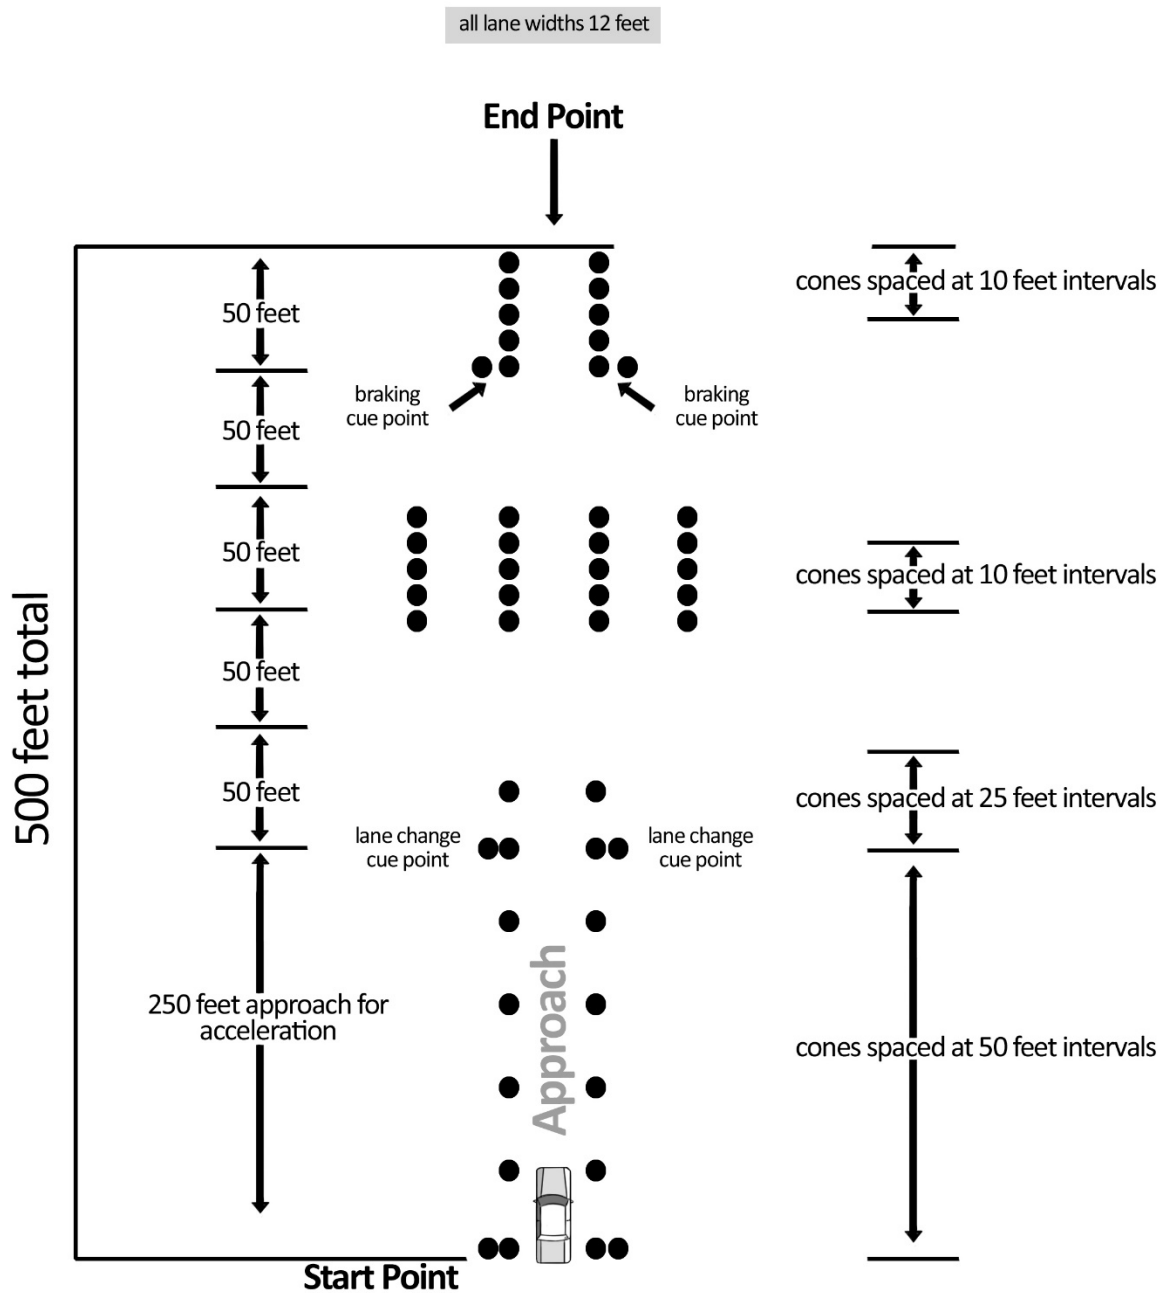 all lane widths 12 feet
End Point
50 feet
cones spaced at 10 feet intervals
braking
cue point
braking
cue point
50 feet
50 feet
cones spaced at 10 feet intervals
50 feet
500 feet total
50 feet
cones spaced at 25 feet intervals
lane change
cue point
lane change
cue point
Approach
250 feet approach for
acceleration
cones spaced at 50 feet intervals
Start Point